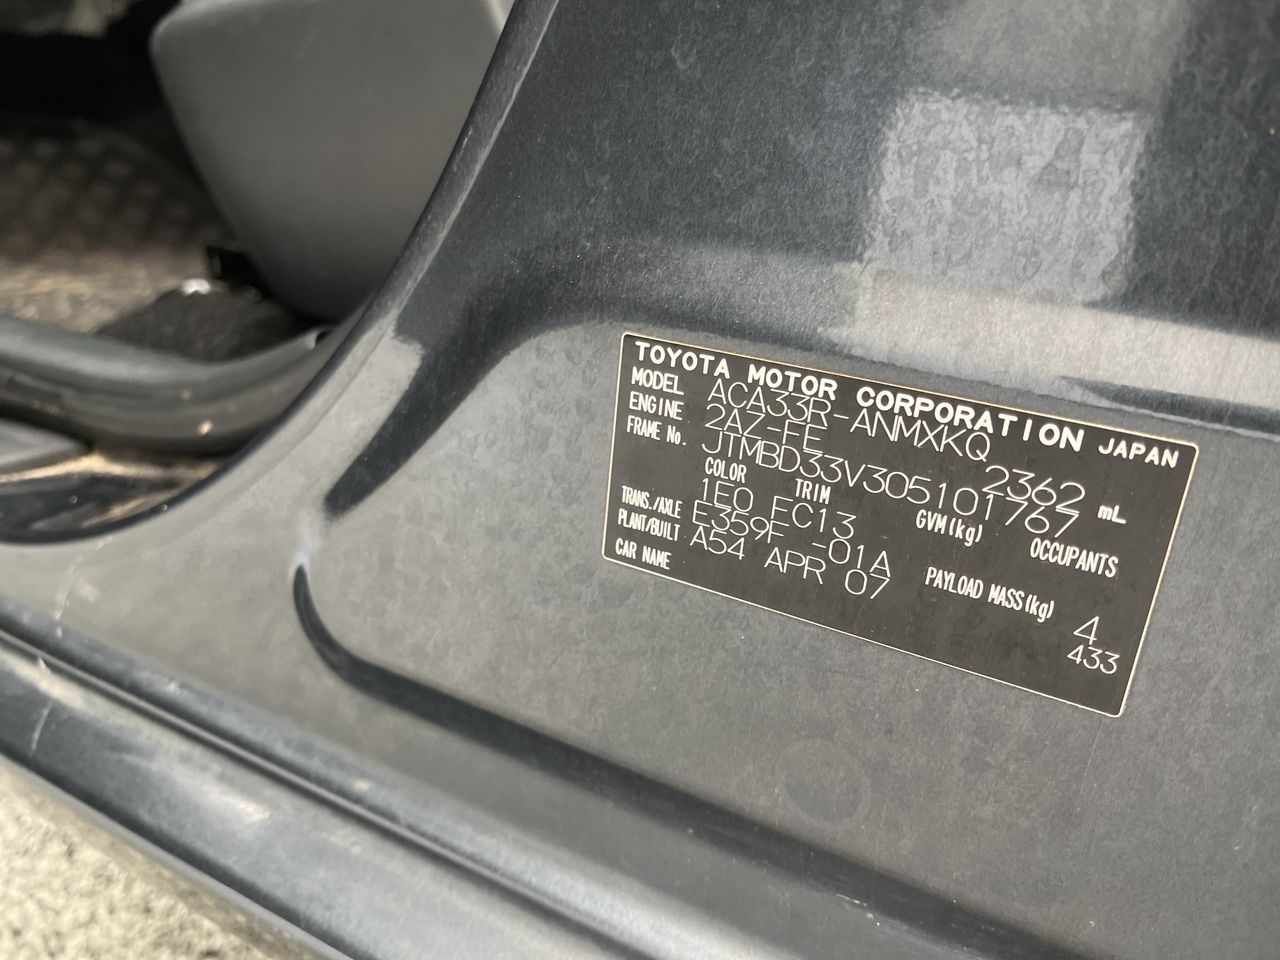 TOYOTA MOTOR CORPORATION JAPAN
MODEL ACA33R-ANMXKQ
ENGINE 2AZ-FE 2362 mL
FRAME No. JTMBD33V305101767
COLOR TRIM GVM(kg) OCCUPANTS
1E0 FC13
TRANS./AXLE E359F -01A PAYLOAD MASS(kg) 4
PLANT/BUILT A54 APR 07 433
CAR NAME